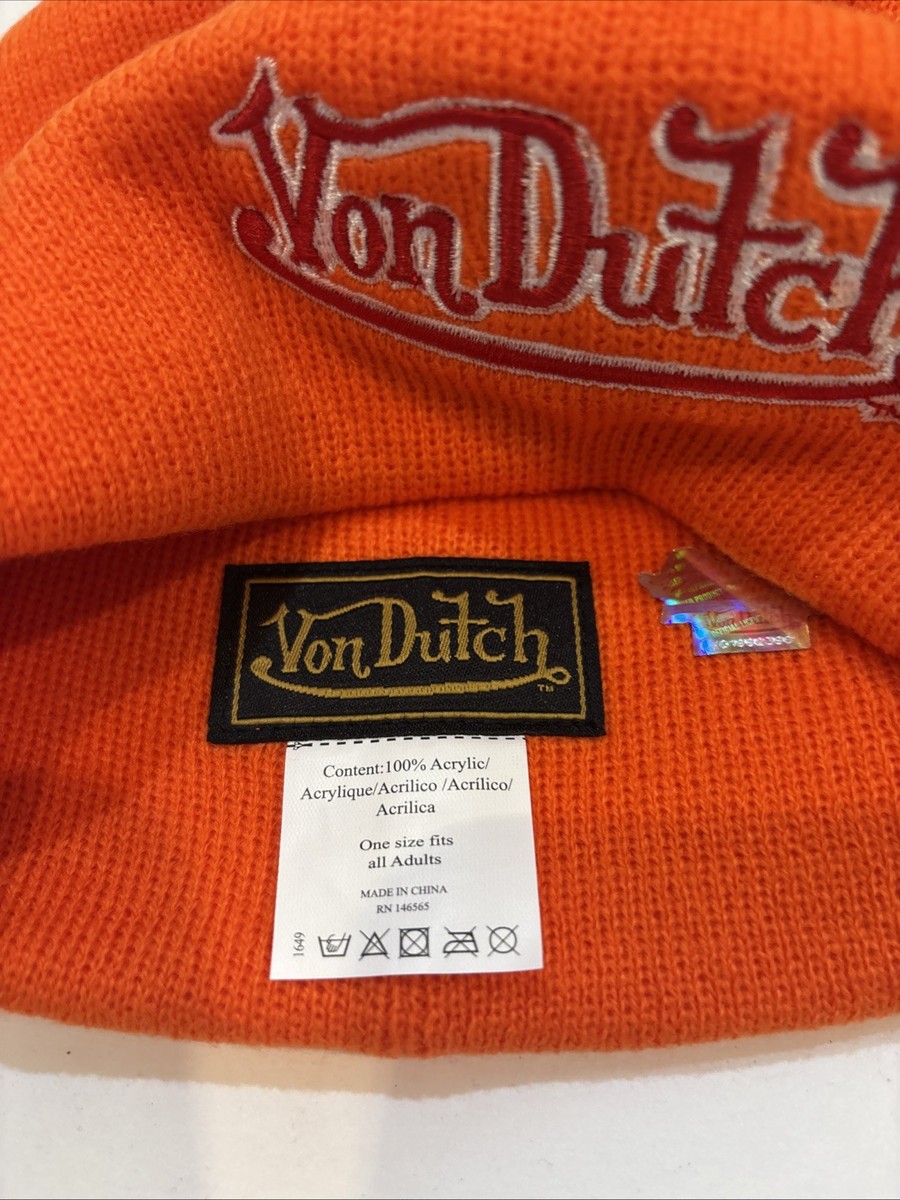 Von Dutch
Von Dutch
TM
Content:100% Acrylic/
Acrylique/Acrilico /Acrílico/
Acrilica
One size fits
all Adults
MADE IN CHINA
RN 146565
1649